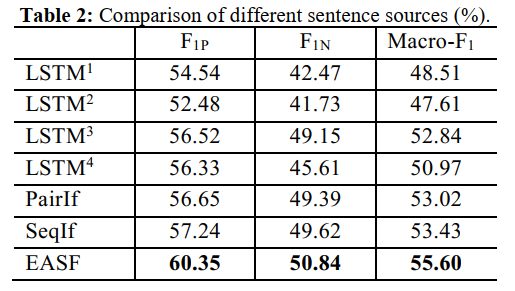 Table 2: Comparison of different sentence sources (%).
F1P F1N Macro-F1
LSTM1 54.54 42.47 48.51
LSTM2 52.48 41.73 47.61
LSTM3 56.52 49.15 52.84
LSTM4 56.33 45.61 50.97
PairIf 56.65 49.39 53.02
SeqIf 57.24 49.62 53.43
EASF 60.35 50.84 55.60